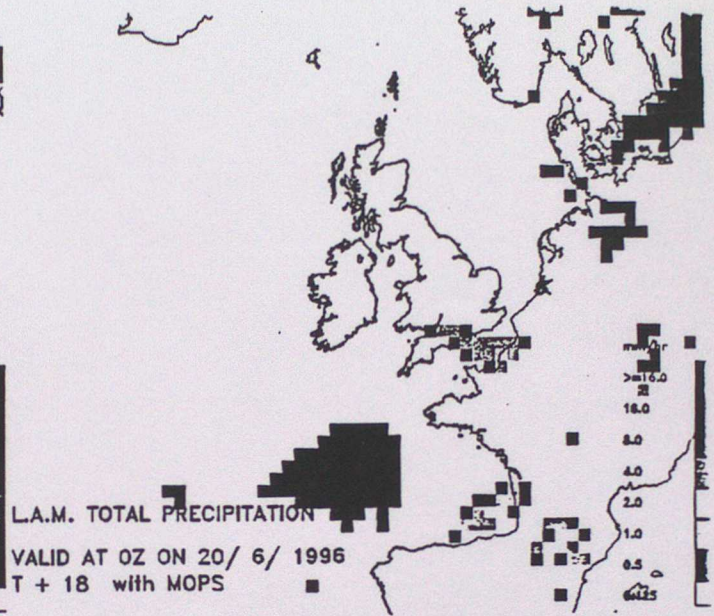 >=16.0
16.0
8.0
4.0
2.0
1.0
0.5
L.A.M. TOTAL PRECIPITATION
VALID AT 0Z ON 20/ 6/ 1996
T + 18 with MOPS